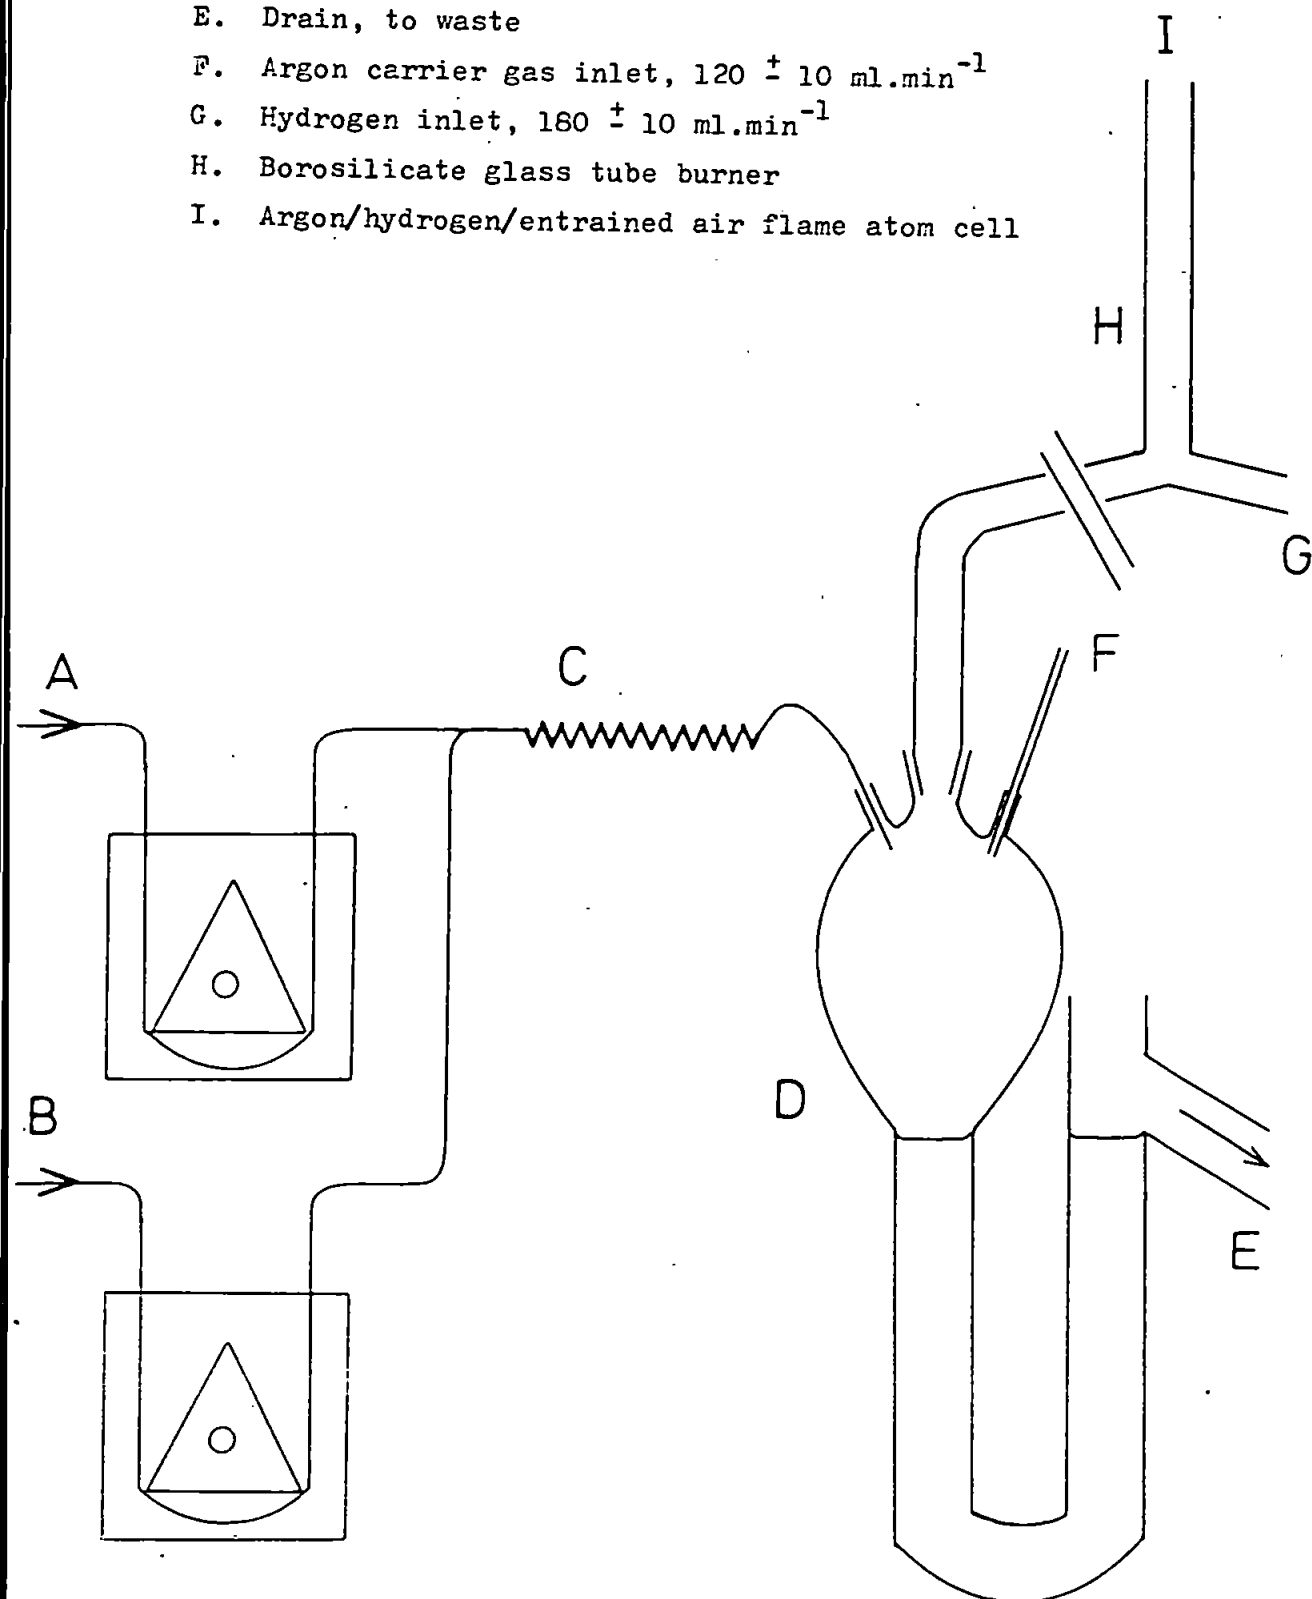 E. Drain, to waste
F. Argon carrier gas inlet, 120 ± 10 ml.min⁻¹
G. Hydrogen inlet, 180 ± 10 ml.min⁻¹
H. Borosilicate glass tube burner
I. Argon/hydrogen/entrained air flame atom cell
I
H
G
F
A
C
D
B
E